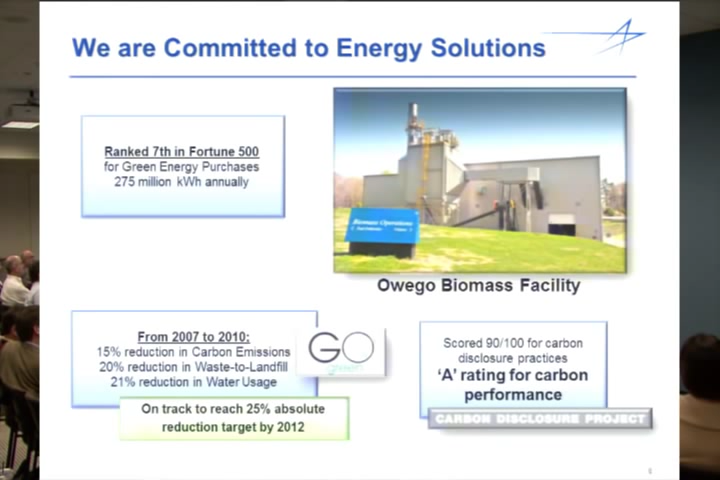 We are Committed to Energy Solutions
Ranked 7th in Fortune 500
for Green Energy Purchases
275 million kWh annually
Biomass Operations
Owego Biomass Facility
From 2007 to 2010:
15% reduction in Carbon Emissions
20% reduction in Waste-to-Landfill
21% reduction in Water Usage
GO
green
On track to reach 25% absolute
reduction target by 2012
Scored 90/100 for carbon
disclosure practices
‘A’ rating for carbon
performance
CARBON DISCLOSURE PROJECT